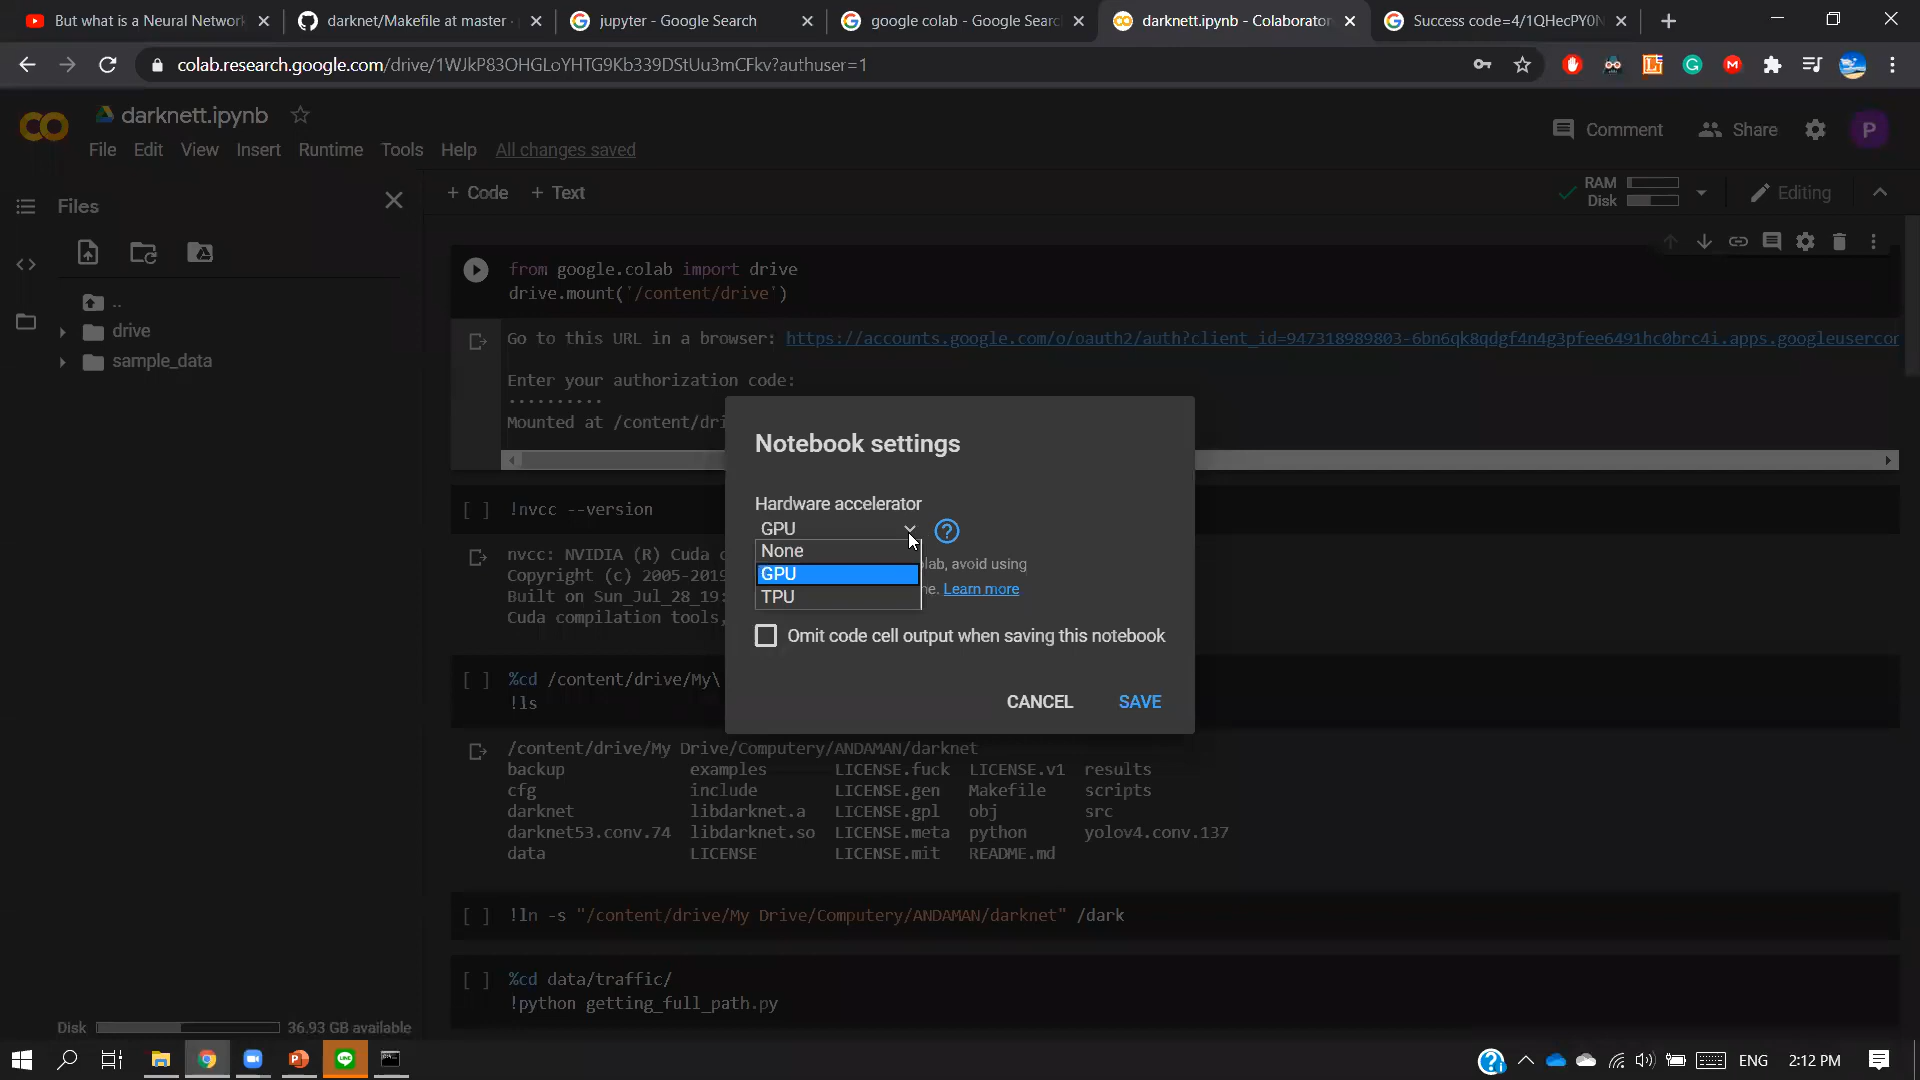 But what is a Neural Network
darknet/Makefile at master ·
jupyter - Google Search
google colab - Google Searc
darknett.ipynb - Colaborator
Success code=4/1QHecPY0N
colab.research.google.com/drive/1WJkP83OHGLoYHTG9Kb339DStUu3mCFkv?authuser=1
darknett.ipynb
Comment
Share
P
File Edit View Insert Runtime Tools Help All changes saved
Files
+ Code + Text
RAM
Disk
Editing
..
drive
sample_data
from google.colab import drive
drive.mount('/content/drive')
Go to this URL in a browser: https://accounts.google.com/o/oauth2/auth?client_id=947318989803-6bn6qk8qdgf4n4g3pfee6491hc0brc4i.apps.googleusercon
Enter your authorization code:
··········
Mounted at /content/dri
Notebook settings
Hardware accelerator
GPU
None
GPU
TPU
lab, avoid using
ne. Learn more
Omit code cell output when saving this notebook
CANCEL SAVE
[ ] !nvcc --version
nvcc: NVIDIA (R) Cuda c
Copyright (c) 2005-2019
Built on Sun_Jul_28_19:
Cuda compilation tools,
[ ] %cd /content/drive/My\
!ls
/content/drive/My Drive/Computery/ANDAMAN/darknet
backup examples LICENSE.fuck LICENSE.v1 results
cfg include LICENSE.gen Makefile scripts
darknet libdarknet.a LICENSE.gpl obj src
darknet53.conv.74 libdarknet.so LICENSE.meta python yolov4.conv.137
data LICENSE LICENSE.mit README.md
[ ] !ln -s "/content/drive/My Drive/Computery/ANDAMAN/darknet" /dark
[ ] %cd data/traffic/
!python getting_full_path.py
Disk 36.93 GB available
ENG 2:12 PM